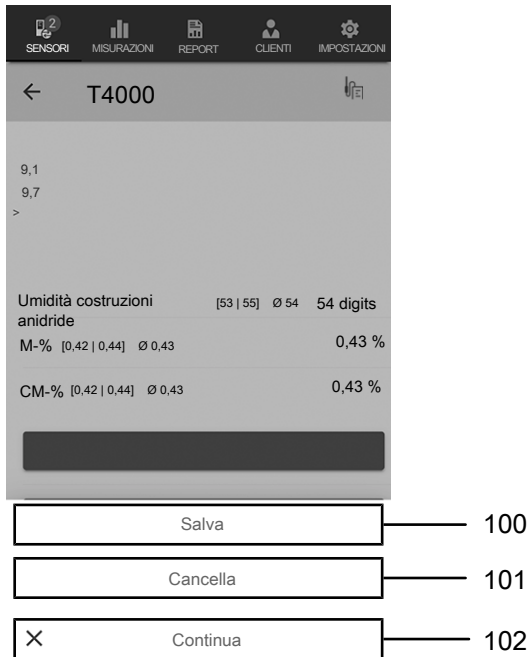 2
SENSORI MISURAZIONI REPORT CLIENTI IMPOSTAZIONI
T4000
9,1
9,7
>
Umidità costruzioni [53 | 55] Ø 54 54 digits
anidride
M-% [0,42 | 0,44] Ø 0,43 0,43 %
CM-% [0,42 | 0,44] Ø 0,43 0,43 %
Salva 100
Cancella 101
Continua 102